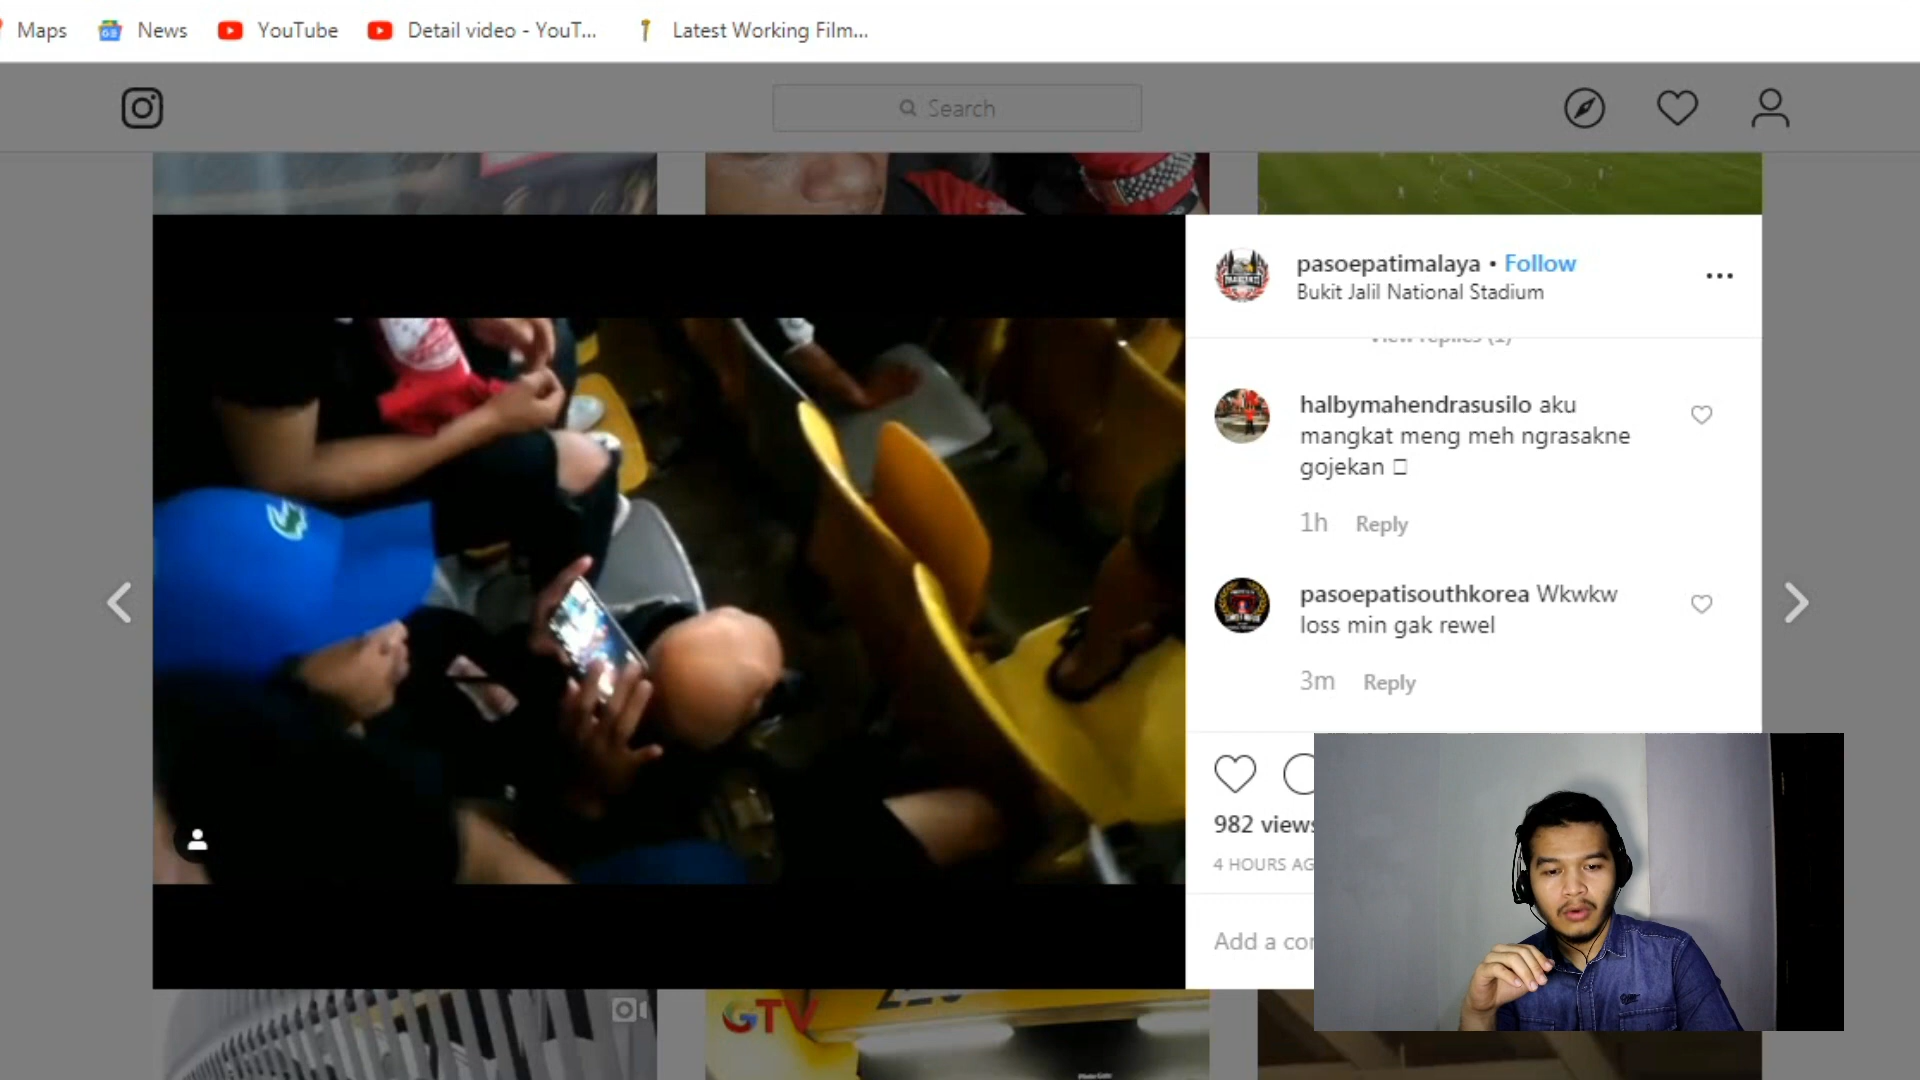 Maps News YouTube Detail video - YouT... Latest Working Film...
Search
pasoepatimalaya • Follow
Bukit Jalil National Stadium
View replies (1)
halbymahendrasusilo aku
mangkat meng meh ngrasakne
gojekan
1h Reply
pasoepatisouthkorea Wkwkw
loss min gak rewel
3m Reply
982 views
4 HOURS AG
Add a co
GTV